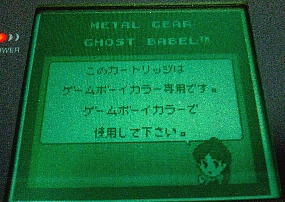 METAL GEAR:
GHOST BABEL™
このカートリッジは
ゲームボーイカラー専用です。
ゲームボーイカラーで
使用して下さい。